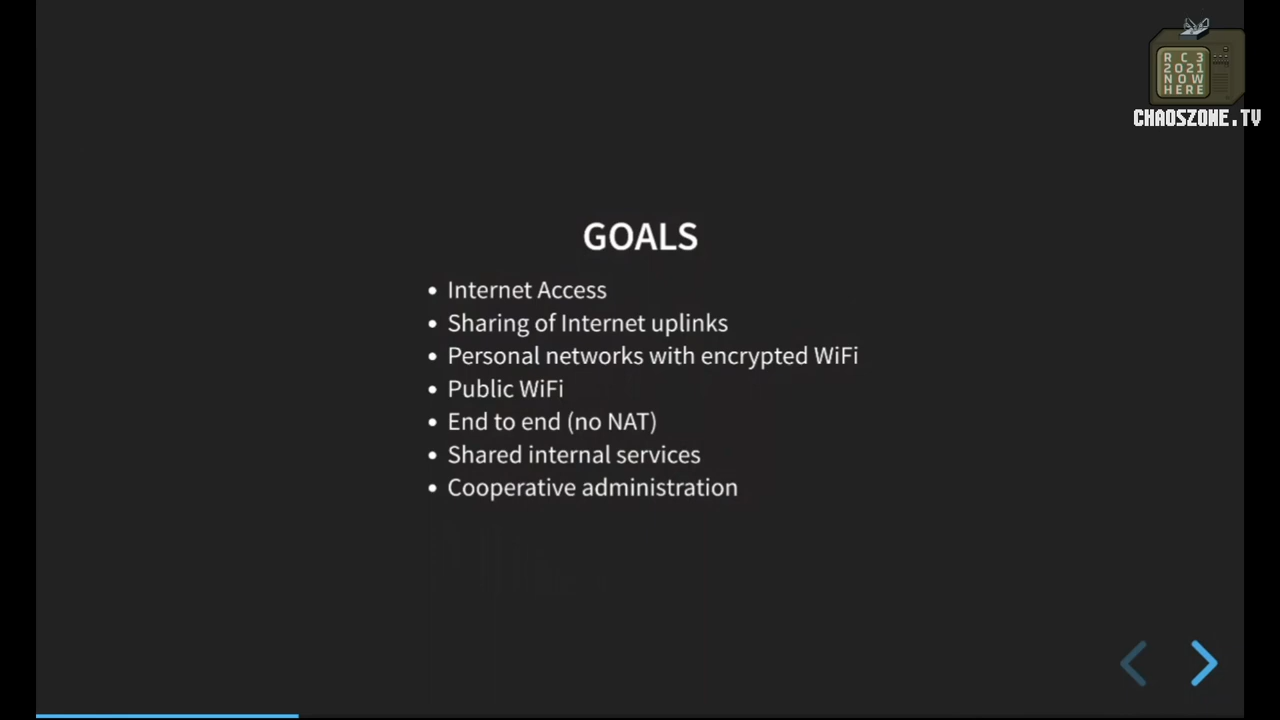 RC3
2021
NOW
HERE
CHAOSZONE.TV
GOALS
• Internet Access
• Sharing of Internet uplinks
• Personal networks with encrypted WiFi
• Public WiFi
• End to end (no NAT)
• Shared internal services
• Cooperative administration